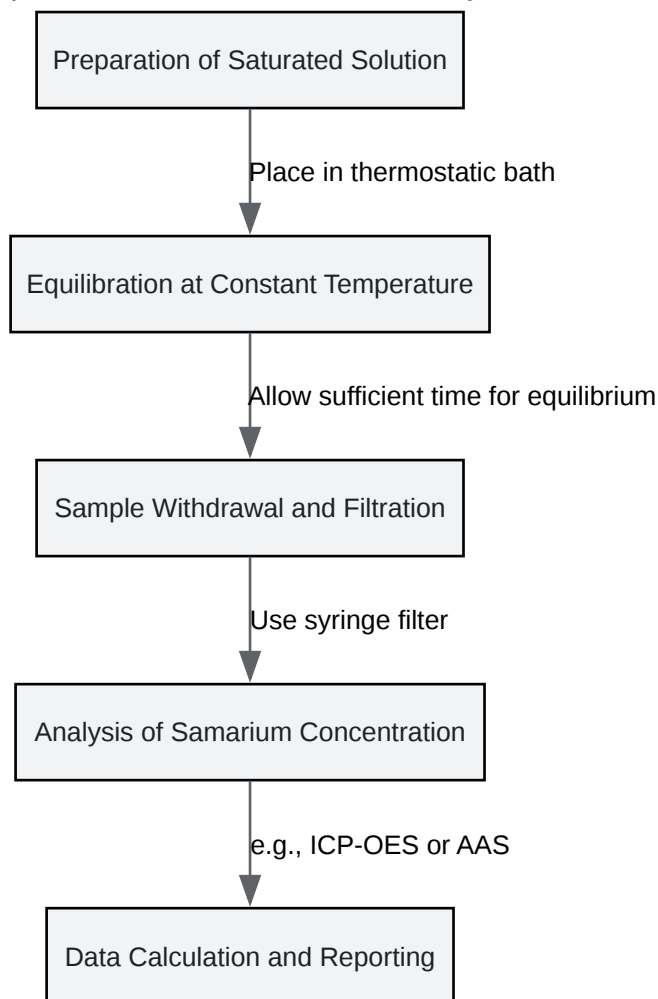 Preparation of Saturated Solution
Place in thermostatic bath
Equilibration at Constant Temperature
Allow sufficient time for equilibrium
Sample Withdrawal and Filtration
Use syringe filter
Analysis of Samarium Concentration
e.g., ICP-OES or AAS
Data Calculation and Reporting